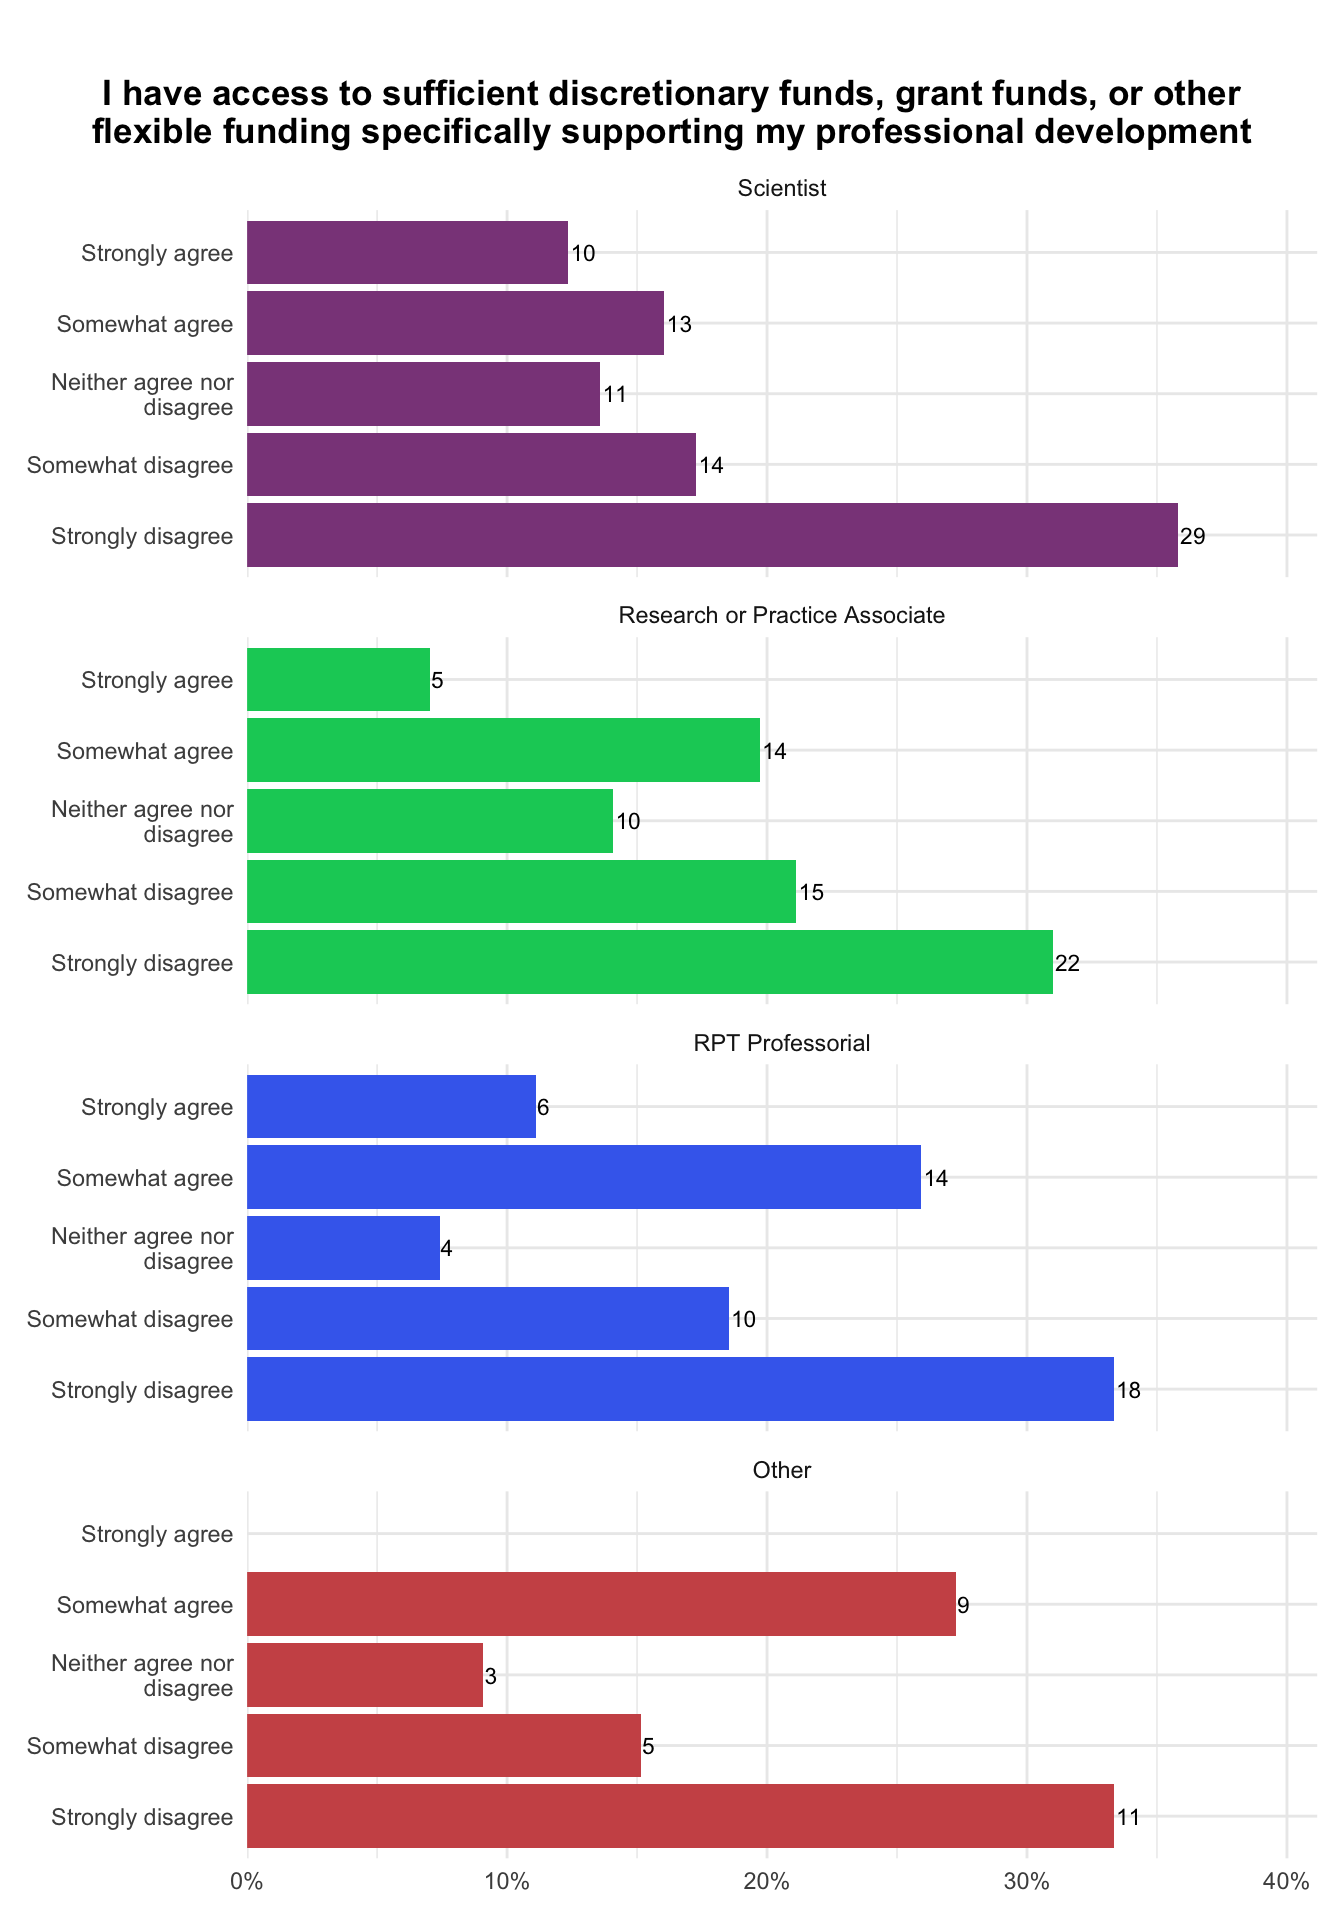 I have access to sufficient discretionary funds, grant funds, or other
flexible funding specifically supporting my professional development
Scientist
Strongly agree
10
Somewhat agree
13
Neither agree nor
disagree
11
Somewhat disagree
14
Strongly disagree
29
Research or Practice Associate
Strongly agree
5
Somewhat agree
14
Neither agree nor
disagree
10
Somewhat disagree
15
Strongly disagree
22
RPT Professorial
Strongly agree
6
Somewhat agree
14
Neither agree nor
disagree
4
Somewhat disagree
10
Strongly disagree
18
Other
Strongly agree
Somewhat agree
9
Neither agree nor
disagree
3
Somewhat disagree
5
Strongly disagree
11
0%
10%
20%
30%
40%